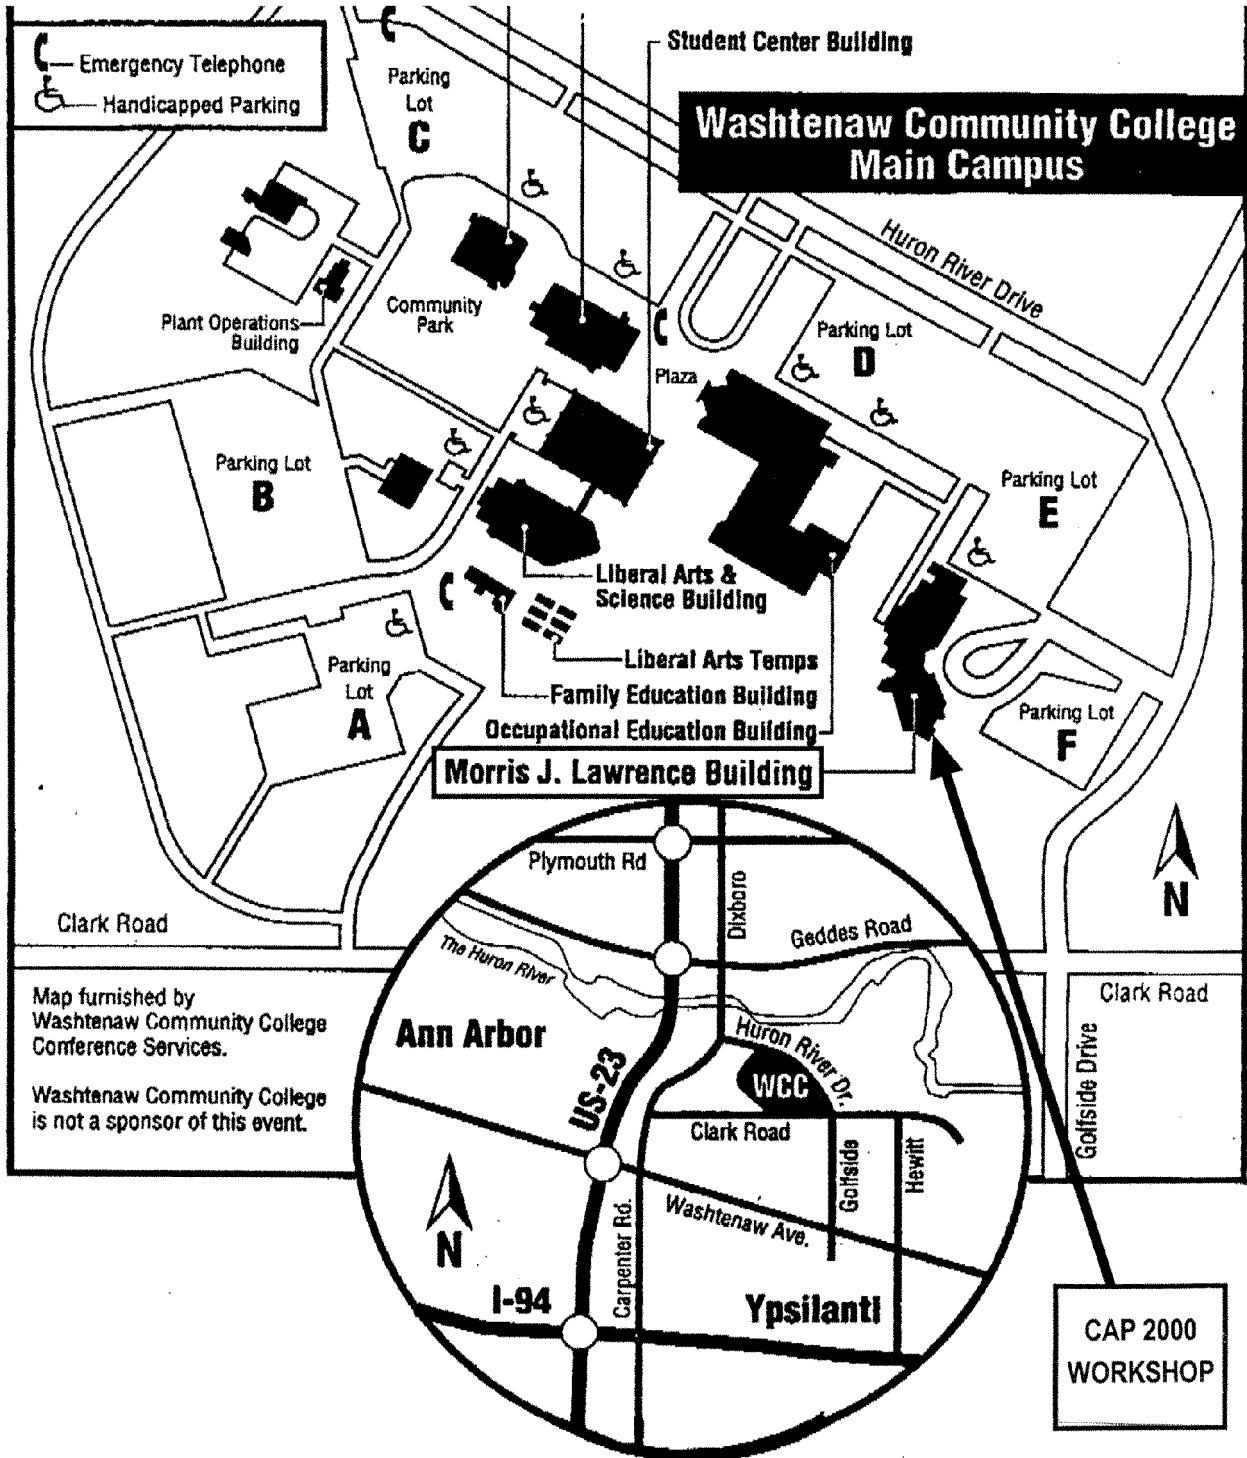 Emergency Telephone
Handicapped Parking
Parking
Lot
C
Student Center Building
Washtenaw Community College
Main Campus
Huron River Drive
Plant Operations
Building
Community
Park
Plaza
Parking Lot
D
Parking Lot
B
Parking Lot
E
Liberal Arts &
Science Building
Liberal Arts Temps
Family Education Building
Occupational Education Building
Morris J. Lawrence Building
Parking
Lot
A
Parking Lot
F
N
Clark Road
Clark Road
Golfside Drive
Map furnished by
Washtenaw Community College
Conference Services.
Washtenaw Community College
is not a sponsor of this event.
Plymouth Rd
Dixboro
Geddes Road
The Huron River
Ann Arbor
US-23
Huron River Dr.
WCC
Clark Road
Golfside
Hewitt
Washtenaw Ave.
Carpenter Rd.
N
I-94
Ypsilanti
CAP 2000
WORKSHOP